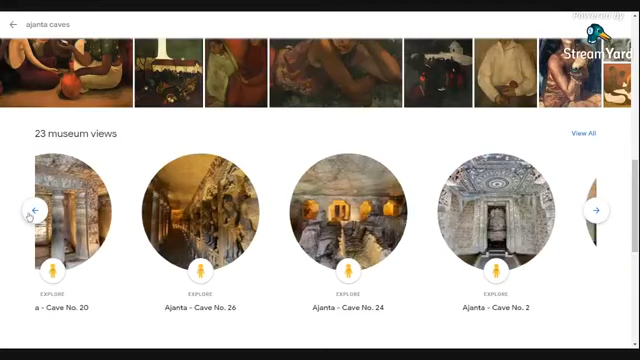 Powered by
StreamYard
ajanta caves
23 museum views
View All
EXPLORE
EXPLORE
EXPLORE
EXPLORE
a - Cave No. 20
Ajanta - Cave No. 26
Ajanta - Cave No. 24
Ajanta - Cave No. 2